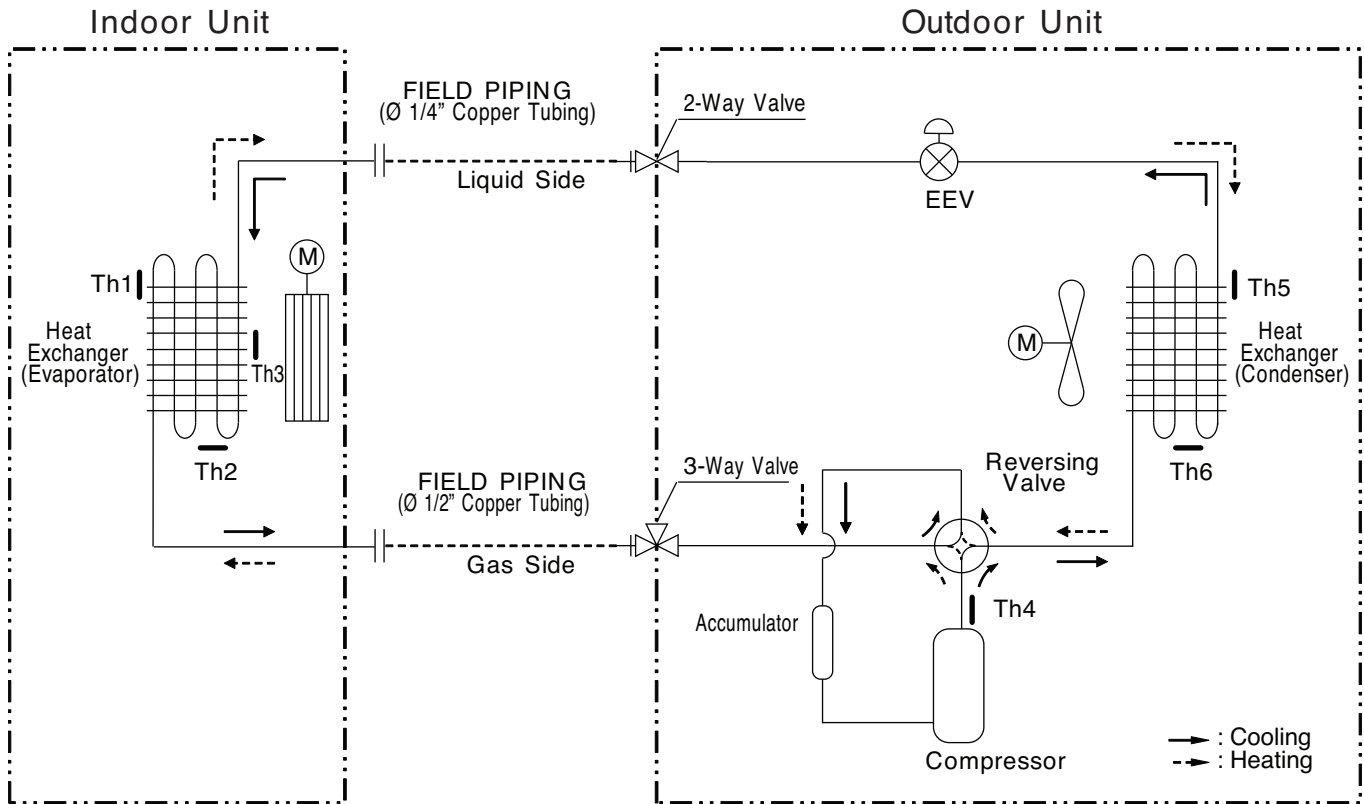 Indoor Unit
Outdoor Unit
FIELD PIPING
(Ø 1/4” Copper Tubing)
2-Way Valve
Liquid Side
EEV
M
Th1
Th5
Heat
Exchanger
(Evaporator)
Th3
M
Heat
Exchanger
(Condenser)
Th2
Th6
FIELD PIPING
(Ø 1/2” Copper Tubing)
3-Way Valve
Reversing
Valve
Gas Side
Th4
Accumulator
Compressor
: Cooling
: Heating